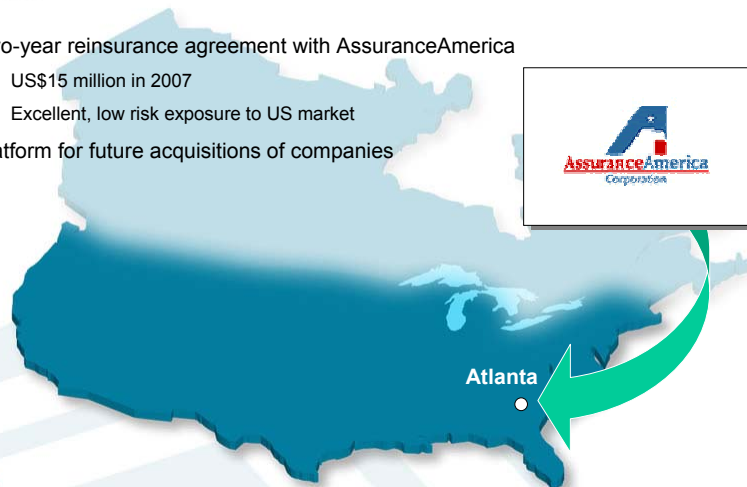 o-year reinsurance agreement with AssuranceAmerica
US$15 million in 2007
Excellent, low risk exposure to US market
atform for future acquisitions of companies
AssuranceAmerica
Corporation
Atlanta